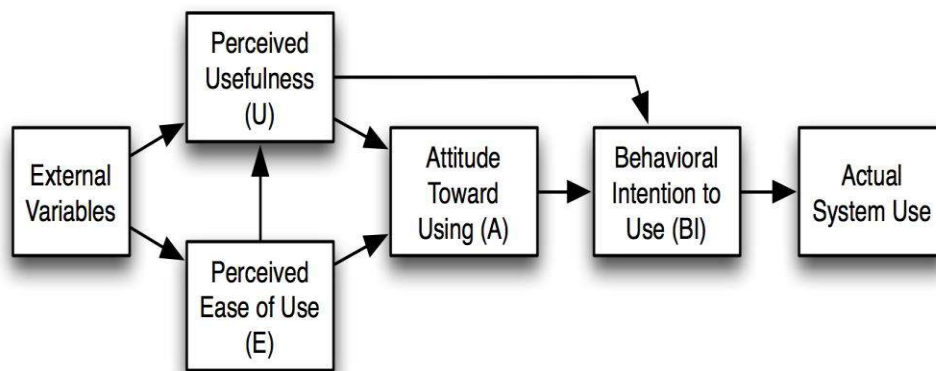 External
Variables
Perceived
Usefulness
(U)
Perceived
Ease of Use
(E)
Attitude
Toward
Using (A)
Behavioral
Intention to
Use (BI)
Actual
System Use